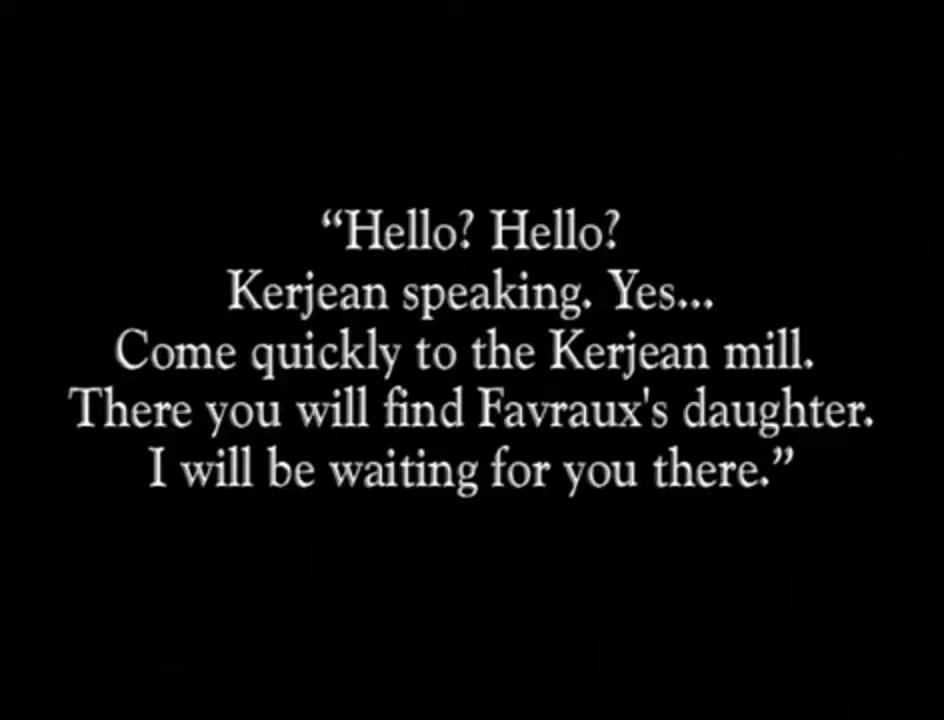 “Hello? Hello?
Kerjean speaking. Yes...
Come quickly to the Kerjean mill.
There you will find Favraux's daughter.
I will be waiting for you there.”